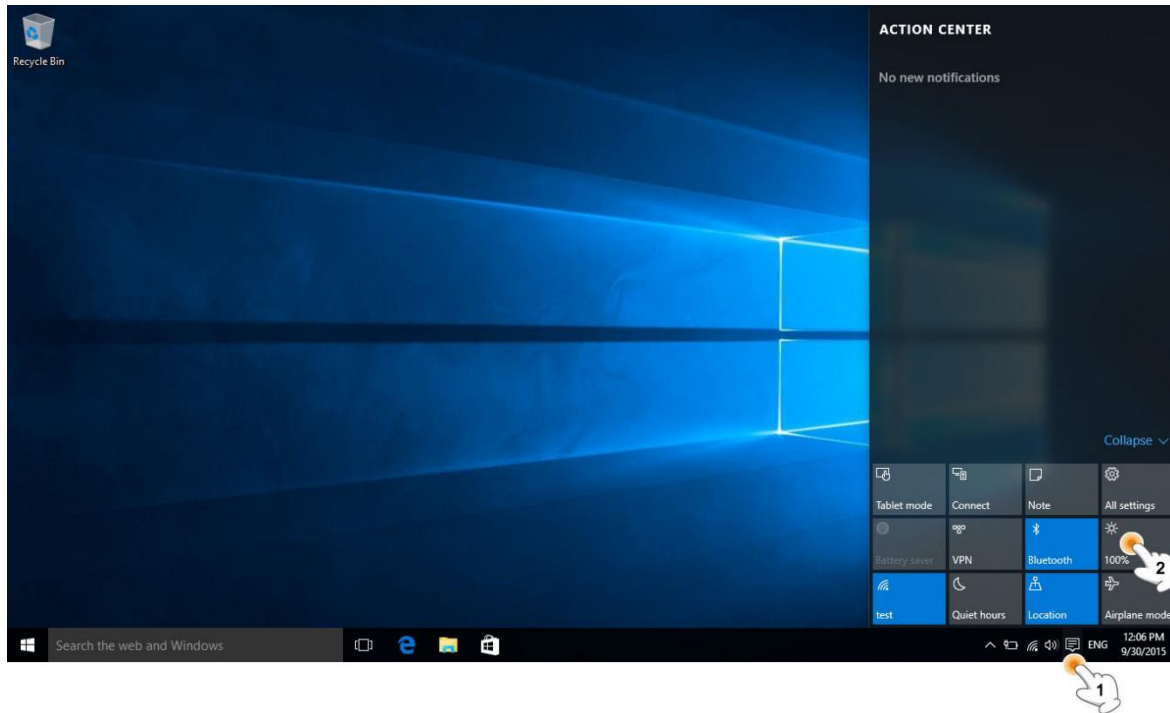 Recycle Bin
ACTION CENTER
No new notifications
Collapse
Tablet mode
Connect
Note
All settings
Battery saver
VPN
Bluetooth
100%
2
test
Quiet hours
Location
Airplane mode
Search the web and Windows
ENG
12:06 PM
9/30/2015
1